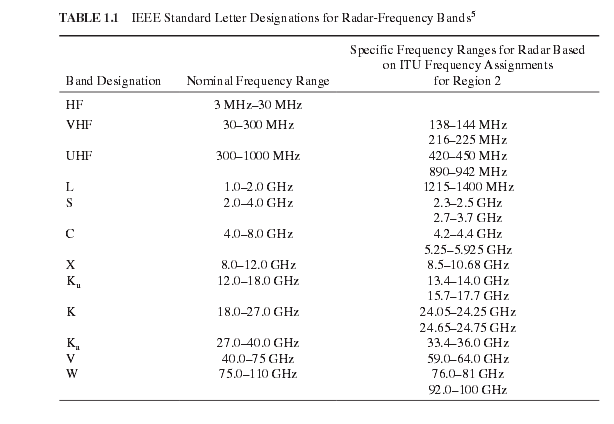 TABLE 1.1 IEEE Standard Letter Designations for Radar-Frequency Bands⁵
Specific Frequency Ranges for Radar Based
on ITU Frequency Assignments
Band Designation Nominal Frequency Range for Region 2
HF 3 MHz–30 MHz
VHF 30–300 MHz 138–144 MHz
216–225 MHz
UHF 300–1000 MHz 420–450 MHz
890–942 MHz
L 1.0–2.0 GHz 1215–1400 MHz
S 2.0–4.0 GHz 2.3–2.5 GHz
2.7–3.7 GHz
C 4.0–8.0 GHz 4.2–4.4 GHz
5.25–5.925 GHz
X 8.0–12.0 GHz 8.5–10.68 GHz
Kᵤ 12.0–18.0 GHz 13.4–14.0 GHz
15.7–17.7 GHz
K 18.0–27.0 GHz 24.05–24.25 GHz
24.65–24.75 GHz
Kₐ 27.0–40.0 GHz 33.4–36.0 GHz
V 40.0–75 GHz 59.0–64.0 GHz
W 75.0–110 GHz 76.0–81 GHz
92.0–100 GHz